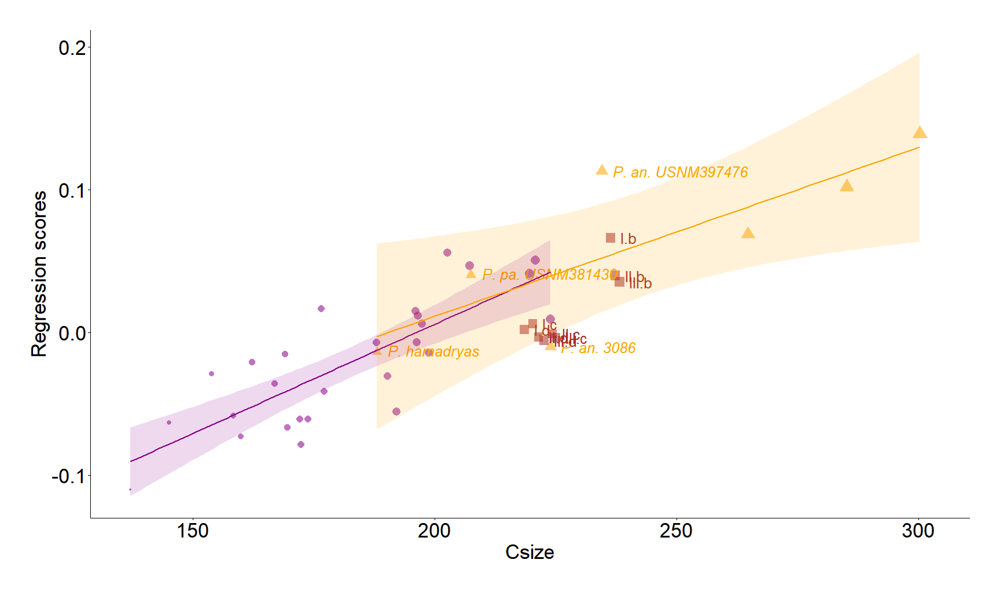 0.2
0.1
0.0
-0.1
Regression scores
P. an. USNM397476
I.b
P. pa. USNM381430
II.b
III.b
I.c
I.d
II.c
P. an. 3086
P. hamadryas
150
200
250
300
Csize